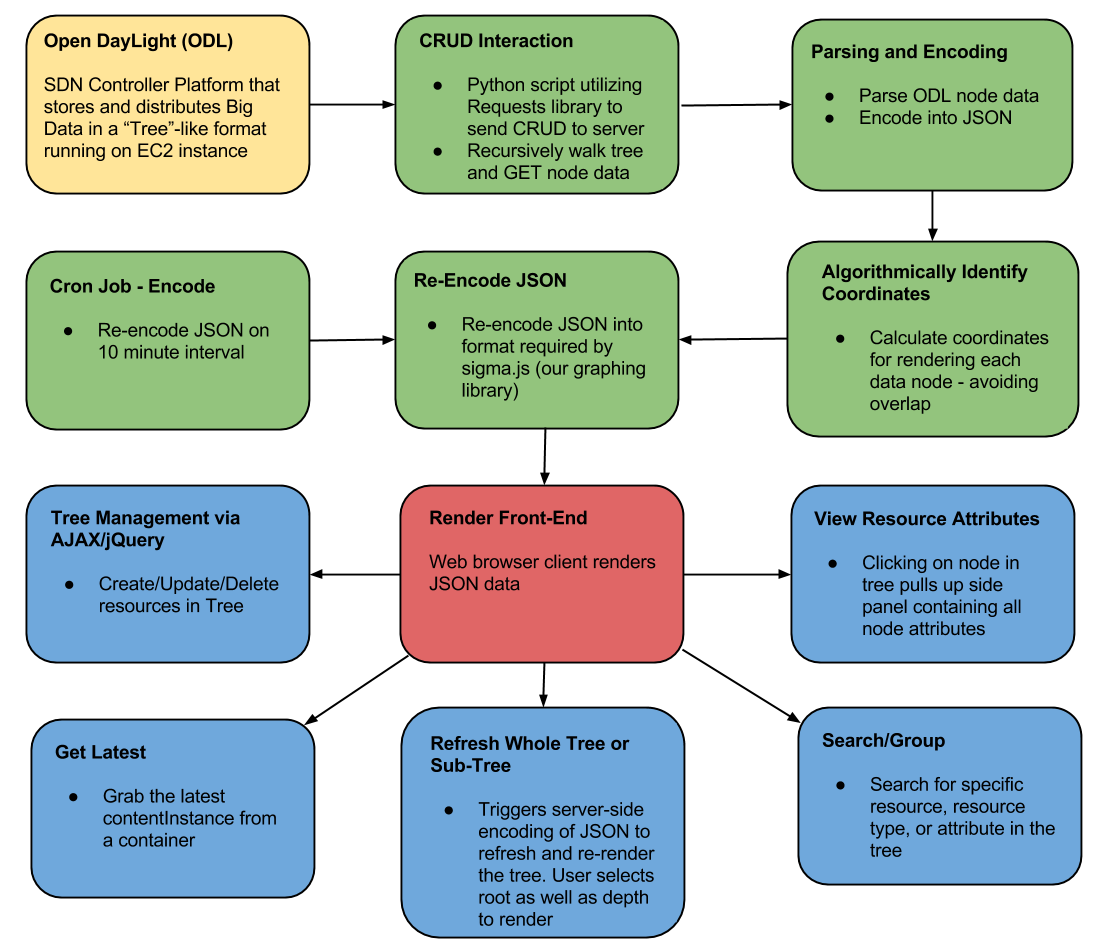 Open DayLight (ODL)
SDN Controller Platform that
stores and distributes Big
Data in a “Tree”-like format
running on EC2 instance
CRUD Interaction
● Python script utilizing
Requests library to
send CRUD to server
● Recursively walk tree
and GET node data
Parsing and Encoding
● Parse ODL node data
● Encode into JSON
Cron Job - Encode
● Re-encode JSON on
10 minute interval
Re-Encode JSON
● Re-encode JSON into
format required by
sigma.js (our graphing
library)
Algorithmically Identify
Coordinates
● Calculate coordinates
for rendering each
data node - avoiding
overlap
Tree Management via
AJAX/jQuery
● Create/Update/Delete
resources in Tree
Render Front-End
Web browser client renders
JSON data
View Resource Attributes
● Clicking on node in
tree pulls up side
panel containing all
node attributes
Get Latest
● Grab the latest
contentInstance from
a container
Refresh Whole Tree or
Sub-Tree
● Triggers server-side
encoding of JSON to
refresh and re-render
the tree. User selects
root as well as depth
to render
Search/Group
● Search for specific
resource, resource
type, or attribute in the
tree